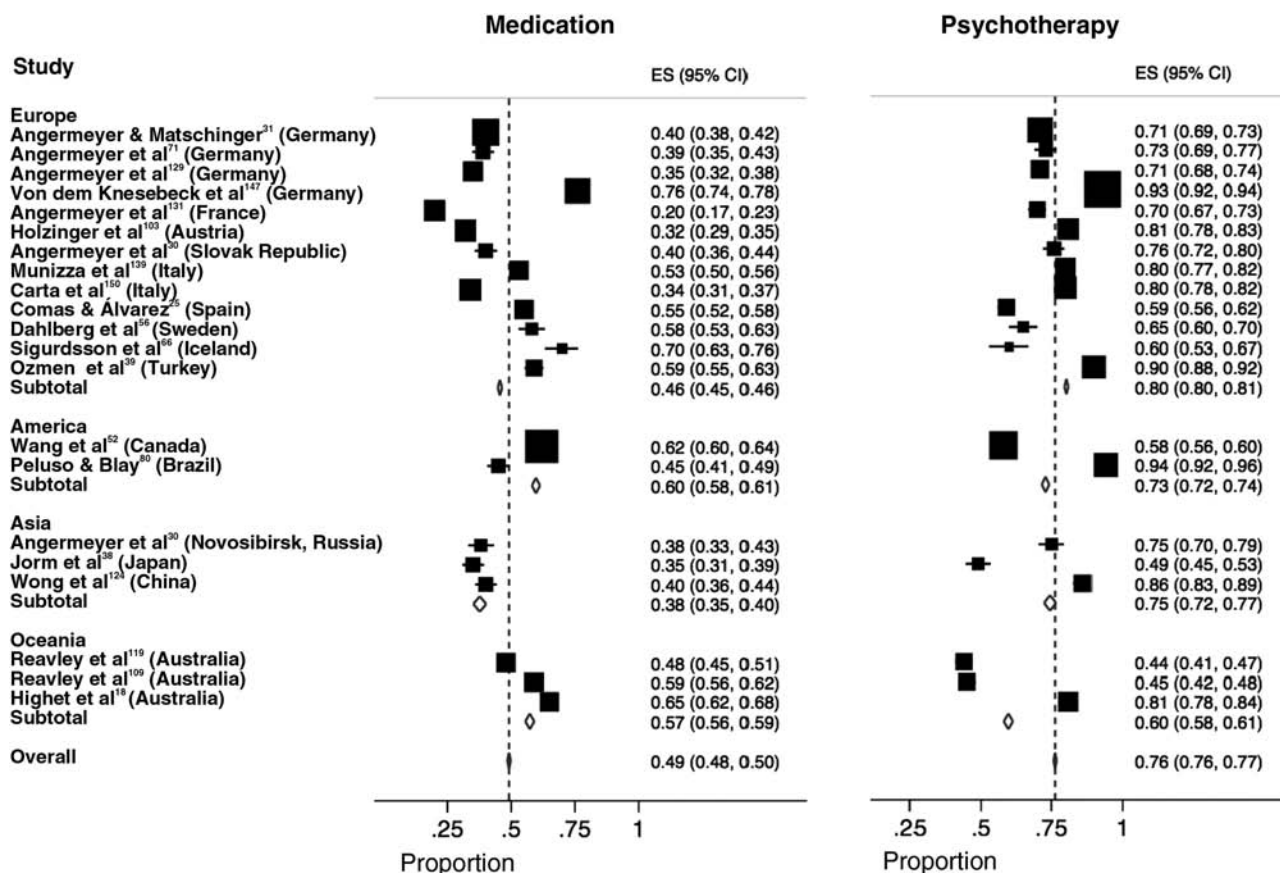 Medication Psychotherapy
Study ES (95% CI) ES (95% CI)
Europe
Angermeyer & Matschinger³¹ (Germany) 0.40 (0.38, 0.42) 0.71 (0.69, 0.73)
Angermeyer et al⁷¹ (Germany) 0.39 (0.35, 0.43) 0.73 (0.69, 0.77)
Angermeyer et al¹²⁹ (Germany) 0.35 (0.32, 0.38) 0.71 (0.68, 0.74)
Von dem Knesebeck et al¹⁴⁷ (Germany) 0.76 (0.74, 0.78) 0.93 (0.92, 0.94)
Angermeyer et al¹³¹ (France) 0.20 (0.17, 0.23) 0.70 (0.67, 0.73)
Holzinger et al¹⁰³ (Austria) 0.32 (0.29, 0.35) 0.81 (0.78, 0.83)
Angermeyer et al³⁰ (Slovak Republic) 0.40 (0.36, 0.44) 0.76 (0.72, 0.80)
Munizza et al¹³⁹ (Italy) 0.53 (0.50, 0.56) 0.80 (0.77, 0.82)
Carta et al¹⁵⁰ (Italy) 0.34 (0.31, 0.37) 0.80 (0.78, 0.82)
Comas & Álvarez²⁵ (Spain) 0.55 (0.52, 0.58) 0.59 (0.56, 0.62)
Dahlberg et al⁵⁶ (Sweden) 0.58 (0.53, 0.63) 0.65 (0.60, 0.70)
Sigurdsson et al⁶⁶ (Iceland) 0.70 (0.63, 0.76) 0.60 (0.53, 0.67)
Ozmen et al³⁹ (Turkey) 0.59 (0.55, 0.63) 0.90 (0.88, 0.92)
Subtotal 0.46 (0.45, 0.46) 0.80 (0.80, 0.81)
America
Wang et al⁵² (Canada) 0.62 (0.60, 0.64) 0.58 (0.56, 0.60)
Peluso & Blay⁸⁰ (Brazil) 0.45 (0.41, 0.49) 0.94 (0.92, 0.96)
Subtotal 0.60 (0.58, 0.61) 0.73 (0.72, 0.74)
Asia
Angermeyer et al³⁰ (Novosibirsk, Russia) 0.38 (0.33, 0.43) 0.75 (0.70, 0.79)
Jorm et al³⁸ (Japan) 0.35 (0.31, 0.39) 0.49 (0.45, 0.53)
Wong et al¹²⁴ (China) 0.40 (0.36, 0.44) 0.86 (0.83, 0.89)
Subtotal 0.38 (0.35, 0.40) 0.75 (0.72, 0.77)
Oceania
Reavley et al¹¹⁹ (Australia) 0.48 (0.45, 0.51) 0.44 (0.41, 0.47)
Reavley et al¹⁰⁹ (Australia) 0.59 (0.56, 0.62) 0.45 (0.42, 0.48)
Highet et al¹⁸ (Australia) 0.65 (0.62, 0.68) 0.81 (0.78, 0.84)
Subtotal 0.57 (0.56, 0.59) 0.60 (0.58, 0.61)
Overall 0.49 (0.48, 0.50) 0.76 (0.76, 0.77)
.25 .5 .75 1 .25 .5 .75 1
Proportion Proportion